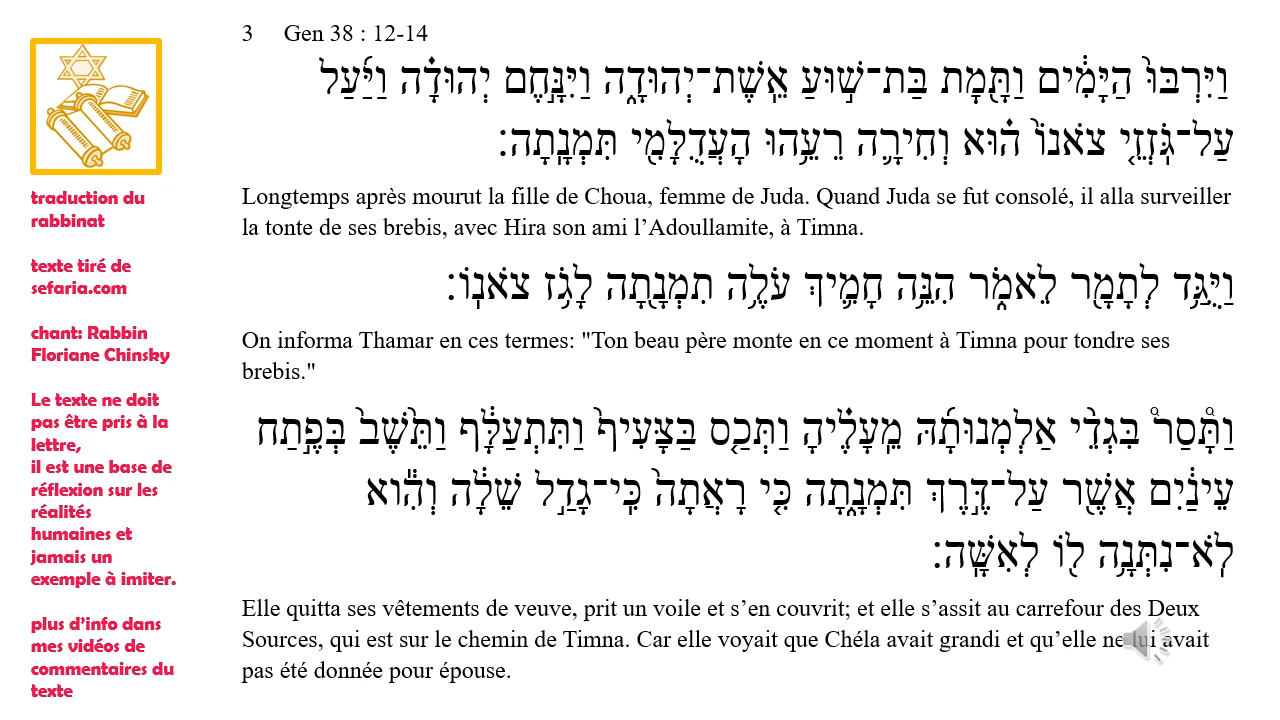 3 Gen 38 : 12-14
וַיִּרְבּוּ֙ הַיָּמִ֔ים וַתָּ֖מׇת בַּת־שׁ֣וּעַ אֵֽשֶׁת־יְהוּדָ֑ה וַיִּנָּ֣חֶם יְהוּדָ֗ה וַיַּ֜עַל
עַל־גֹּֽזְזֵ֤י צֹאנוֹ֙ ה֗וּא וְחִירָ֛ה רֵעֵ֥הוּ הָעֲדֻלָּמִ֖י תִּמְנָֽתָה׃
Longtemps après mourut la fille de Choua, femme de Juda. Quand Juda se fut consolé, il alla surveiller
la tonte de ses brebis, avec Hira son ami l’Adoullamite, à Timna.
וַיֻּגַּ֥ד לְתָמָ֖ר לֵאמֹ֑ר הִנֵּ֥ה חָמִ֛יךְ עֹלֶ֥ה תִמְנָ֖תָה לָגֹ֥ז צֹאנֽוֹ׃
On informa Thamar en ces termes: "Ton beau père monte en ce moment à Timna pour tondre ses
brebis."
וַתָּ֩סַר֩ בִּגְדֵ֨י אַלְמְנוּתָ֜הּ מֵֽעָלֶ֗יהָ וַתְּכַ֤ס בַּצָּעִיף֙ וַתִּתְעַלָּ֔ף וַתֵּ֙שֶׁב֙ בְּפֶ֣תַח
עֵינַ֔יִם אֲשֶׁ֖ר עַל־דֶּ֣רֶךְ תִּמְנָ֑תָה כִּ֤י רָאֲתָה֙ כִּֽי־גָדַ֣ל שֵׁלָ֔ה וְהִ֕וא
לֹֽא־נִתְּנָ֥ה ל֖וֹ לְאִשָּֽׁה׃
Elle quitta ses vêtements de veuve, prit un voile et s’en couvrit; et elle s’assit au carrefour des Deux
Sources, qui est sur le chemin de Timna. Car elle voyait que Chéla avait grandi et qu’elle ne lui avait
pas été donnée pour épouse.
traduction du
rabbinat
texte tiré de
sefaria.com
chant: Rabbin
Floriane Chinsky
Le texte ne doit
pas être pris à la
lettre,
il est une base de
réflexion sur les
réalités
humaines et
jamais un
exemple à imiter.
plus d’info dans
mes vidéos de
commentaires du
texte